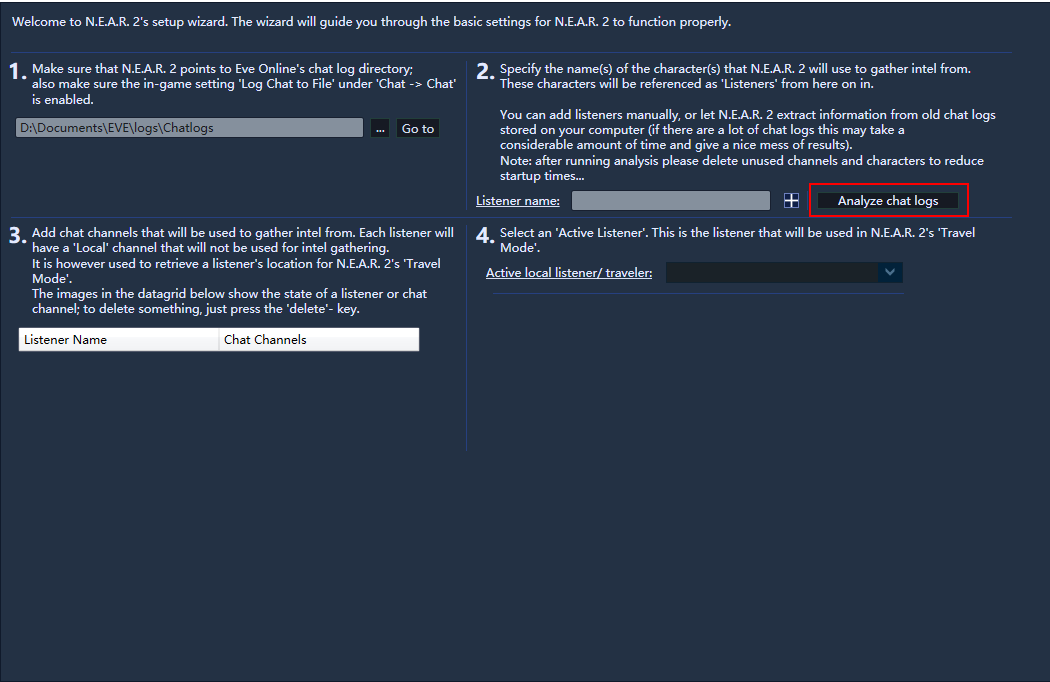 Welcome to N.E.A.R. 2's setup wizard. The wizard will guide you through the basic settings for N.E.A.R. 2 to function properly.
1. Make sure that N.E.A.R. 2 points to Eve Online's chat log directory;
also make sure the in-game setting 'Log Chat to File' under 'Chat -> Chat'
is enabled.
D:\Documents\EVE\logs\Chatlogs
... Go to
2. Specify the name(s) of the character(s) that N.E.A.R. 2 will use to gather intel from.
These characters will be referenced as 'Listeners' from here on in.
You can add listeners manually, or let N.E.A.R. 2 extract information from old chat logs
stored on your computer (if there are a lot of chat logs this may take a
considerable amount of time and give a nice mess of results).
Note: after running analysis please delete unused channels and characters to reduce
startup times...
Listener name:
Analyze chat logs
3. Add chat channels that will be used to gather intel from. Each listener will
have a 'Local' channel that will not be used for intel gathering.
It is however used to retrieve a listener's location for N.E.A.R. 2's 'Travel
Mode'.
The images in the datagrid below show the state of a listener or chat
channel; to delete something, just press the 'delete'- key.
Listener Name Chat Channels
4. Select an 'Active Listener'. This is the listener that will be used in N.E.A.R. 2's 'Travel
Mode'.
Active local listener/ traveler: